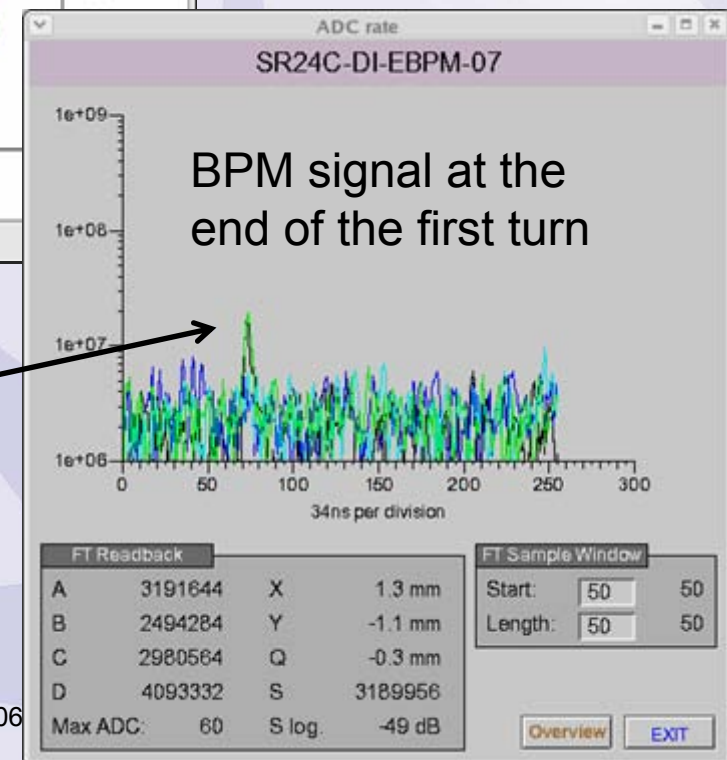 ADC rate
SR24C-DI-EBPM-07
1e+09
BPM signal at the
end of the first turn
1e+08
1e+07
1e+06
0 50 100 150 200 250 300
34ns per division
FT Readback
A 3191644 X 1.3 mm
B 2494284 Y -1.1 mm
C 2980564 Q -0.3 mm
D 4093332 S 3189956
Max ADC: 60 S log. -49 dB
FT Sample Window
Start: 50 50
Length: 50 50
Overview EXIT
06